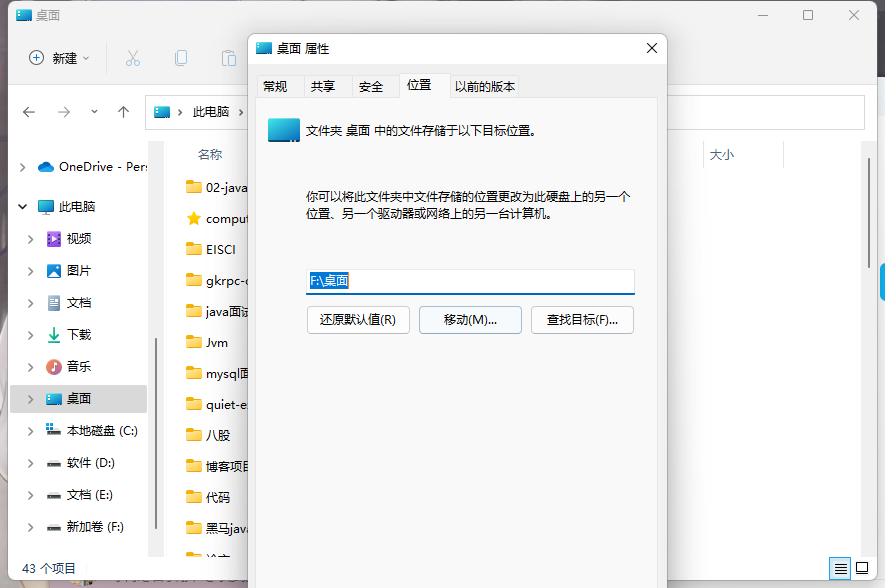 桌面
新建
桌面 属性
常规
共享
安全
位置
以前的版本
此电脑
文件夹 桌面 中的文件存储于以下目标位置。
你可以将此文件夹中文件存储的位置更改为此硬盘上的另一个
位置、另一个驱动器或网络上的另一台计算机。
F:\桌面
还原默认值(R)
移动(M)...
查找目标(F)...
OneDrive - Pers
此电脑
视频
图片
文档
下载
音乐
桌面
本地磁盘 (C:)
软件 (D:)
文档 (E:)
新加卷 (F:)
名称
大小
02-java
comput
EISCI
gkrpc-c
java面试
Jvm
mysql面
quiet-e
八股
博客项目
代码
黑马java
43 个项目